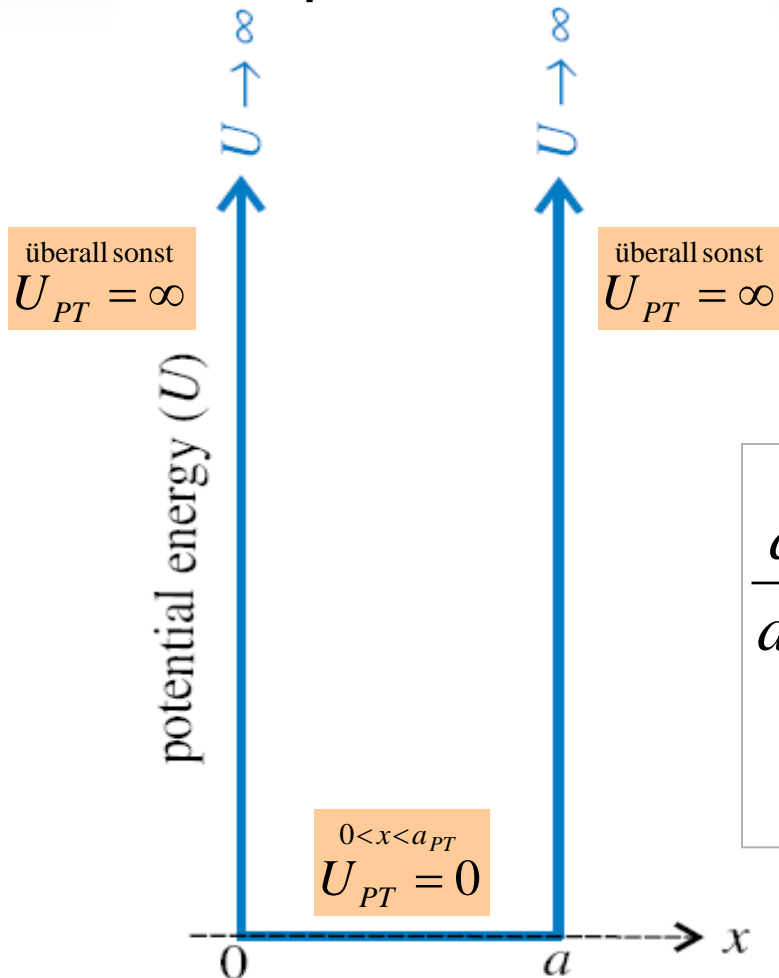 U → ∞
U → ∞
überall sonst
U_PT = ∞
überall sonst
U_PT = ∞
potential energy (U)
0<x<a_PT
U_PT = 0
0
a
x